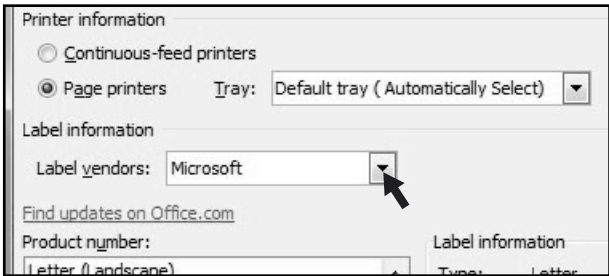 Printer information
Continuous-feed printers
Page printers Tray: Default tray ( Automatically Select)
Label information
Label vendors: Microsoft
Find updates on Office.com
Product number: Label information
Letter (Landscape) Type: Letter